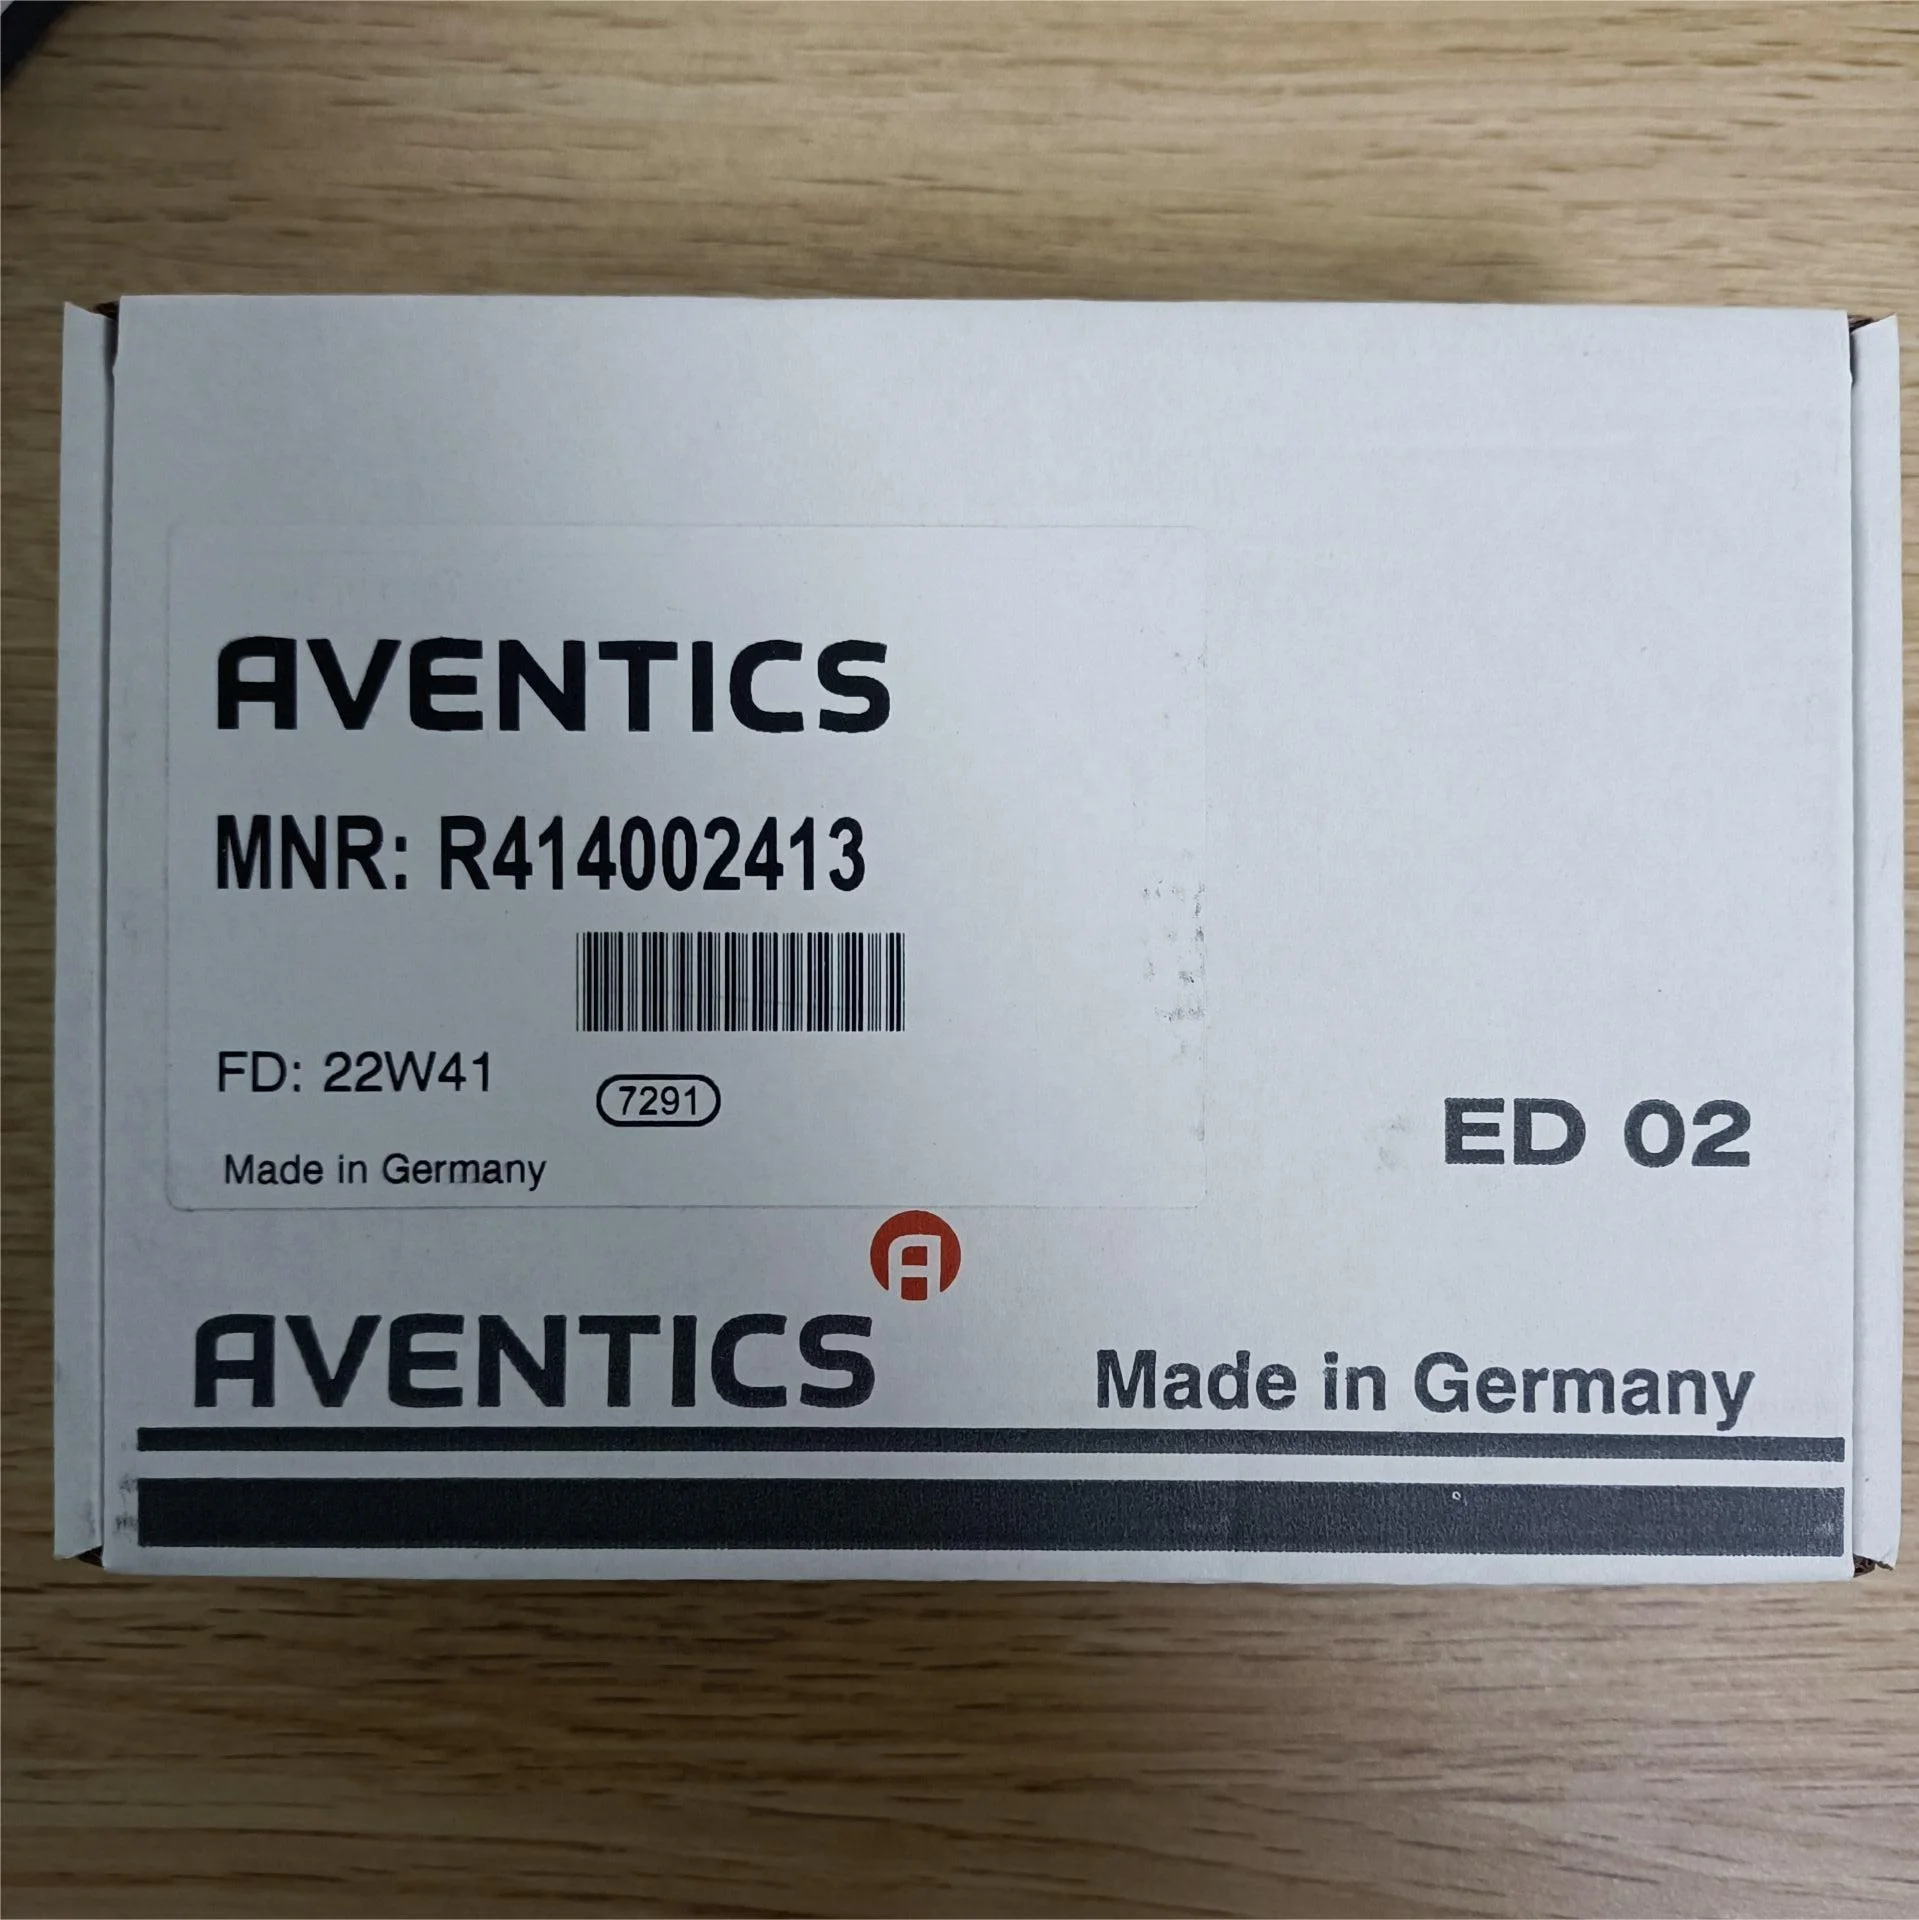 AVENTICS
MNR: R414002413
FD: 22W41
7291
Made in Germany
ED 02
AVENTICS
Made in Germany